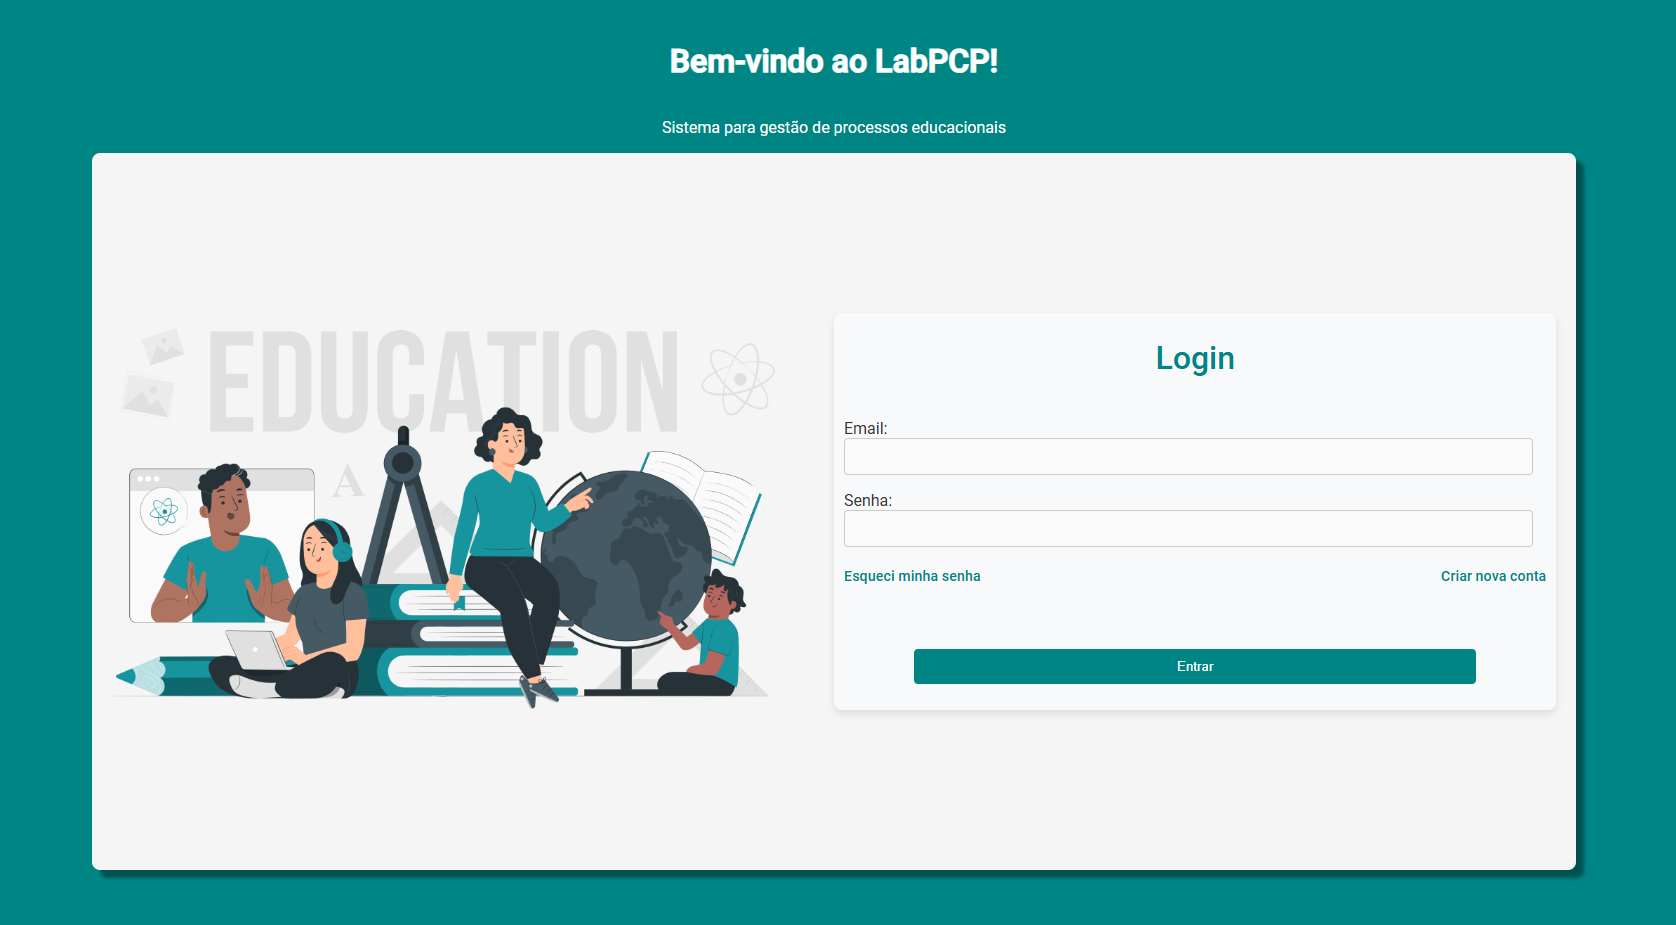 Bem-vindo ao LabPCP!
Sistema para gestão de processos educacionais
EDUCATION
A
Login
Email:
Senha:
Esqueci minha senha
Criar nova conta
Entrar